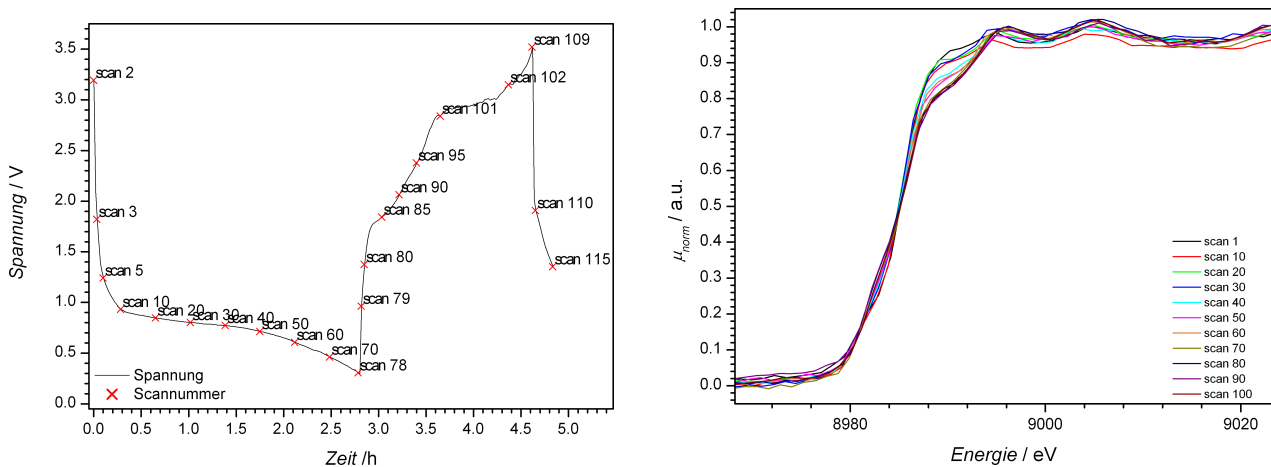 Spannung / V
3.5
3.0
2.5
2.0
1.5
1.0
0.5
0.0
scan 2
scan 3
scan 5
scan 10
scan 20
scan 30
scan 40
scan 50
scan 60
scan 70
scan 78
scan 79
scan 80
scan 85
scan 90
scan 95
scan 101
scan 102
scan 109
scan 110
scan 115
Spannung
Scannummer
0.0 0.5 1.0 1.5 2.0 2.5 3.0 3.5 4.0 4.5 5.0
Zeit /h
μnorm / a.u.
1.0
0.9
0.8
0.7
0.6
0.5
0.4
0.3
0.2
0.1
0.0
scan 1
scan 10
scan 20
scan 30
scan 40
scan 50
scan 60
scan 70
scan 80
scan 90
scan 100
8980 9000 9020
Energie / eV